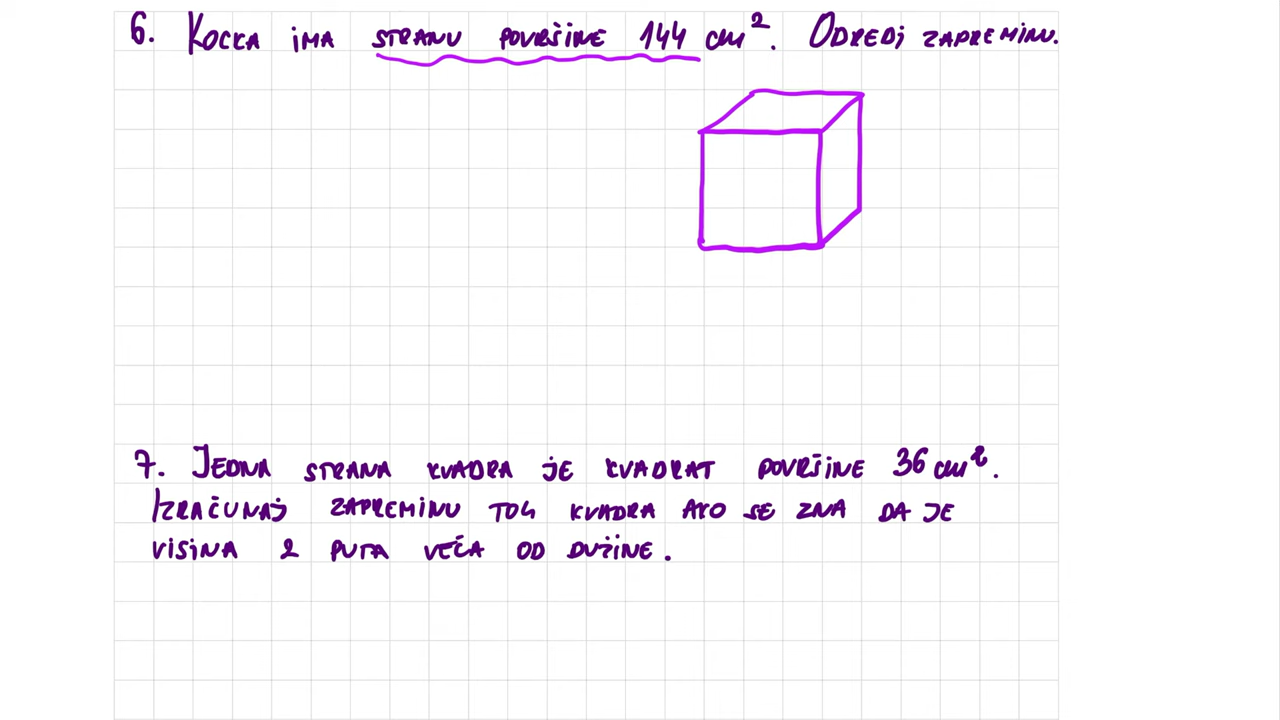 6. Kocka ima stranu površine 144 cm². Odredi zapreminu.
7. Jedna strana kvadra je kvadrat površine 36 cm².
Izračunaj zapreminu tog kvadra ako se zna da je
visina 2 puta veća od dužine.